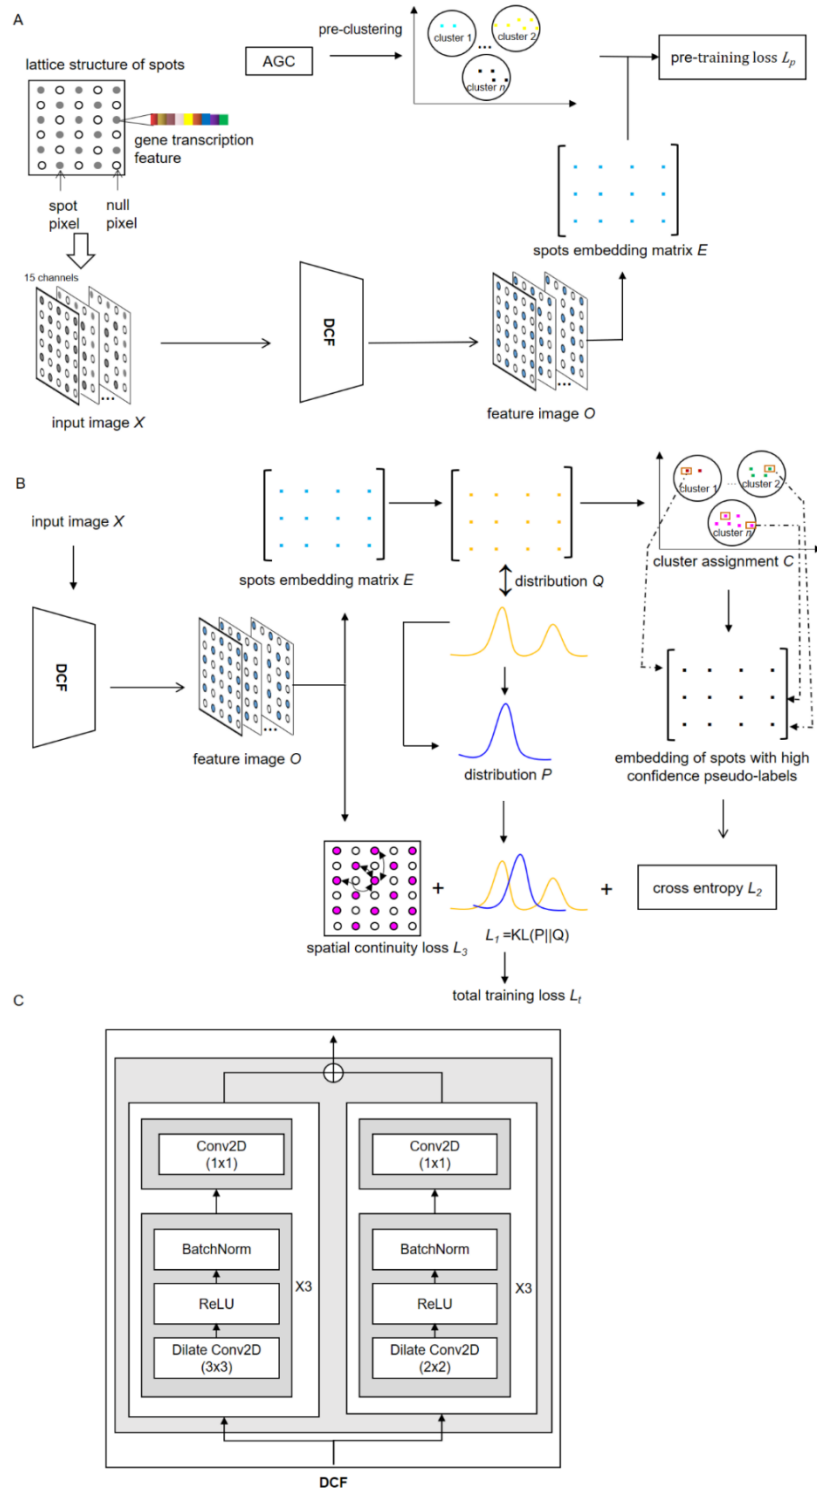 A
pre-clustering
AGC
cluster 1
cluster 2
...
cluster n
pre-training loss Lp
lattice structure of spots
gene transcription
feature
spot
pixel
null
pixel
spots embedding matrix E
15 channels
...
input image X
DCF
...
feature image O
B
input image X
DCF
...
feature image O
spots embedding matrix E
distribution Q
cluster 1
...
cluster 2
cluster n
cluster assignment C
distribution P
embedding of spots with high
confidence pseudo-labels
spatial continuity loss L3
+
L1 =KL(P||Q)
+
cross entropy L2
total training loss Lt
C
Conv2D
(1x1)
BatchNorm
ReLU
Dilate Conv2D
(3x3)
X3
Conv2D
(1x1)
BatchNorm
ReLU
Dilate Conv2D
(2x2)
X3
DCF